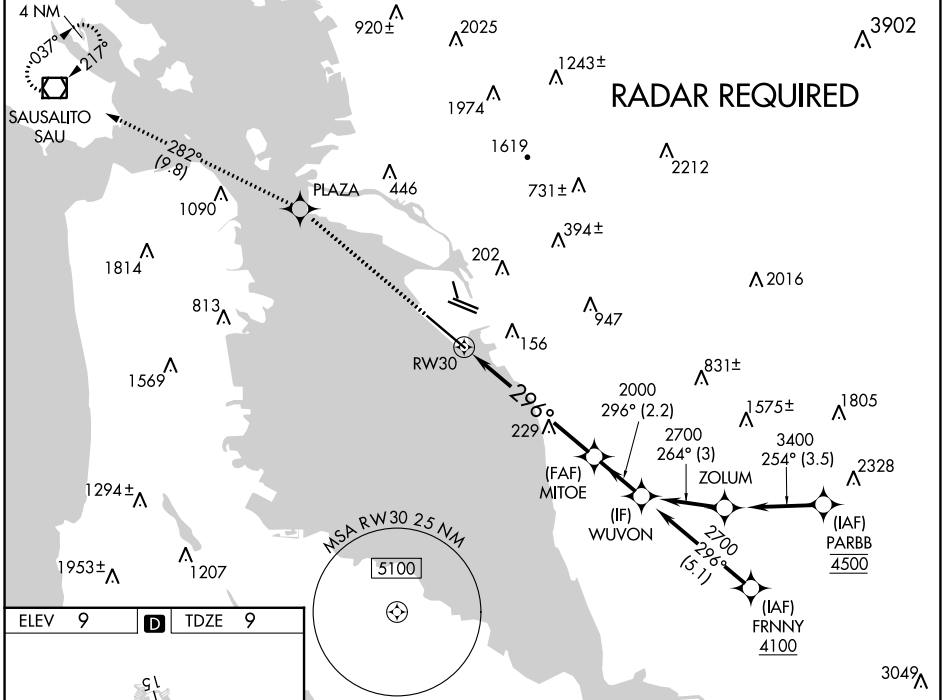 4 NM
037°
217°
SAUSALITO
SAU
920±
2025
3902
1243±
1974
RADAR REQUIRED
282°
(9.8)
1619
2212
PLAZA
446
731±
1090
394±
1814
202
2016
813
947
156
RW30
1569
831±
296°
2000
296° (2.2)
1575±
1805
229
2700
264° (3)
3400
254° (3.5)
ZOLUM
2328
(FAF)
MITOE
1294±
(IF)
WUVON
(IAF)
PARBB
4500
2700
296°
(5.1)
MSA RW30 25 NM
5100
1953±
1207
(IAF)
FRNNY
4100
ELEV 9
D
TDZE 9
15
3049